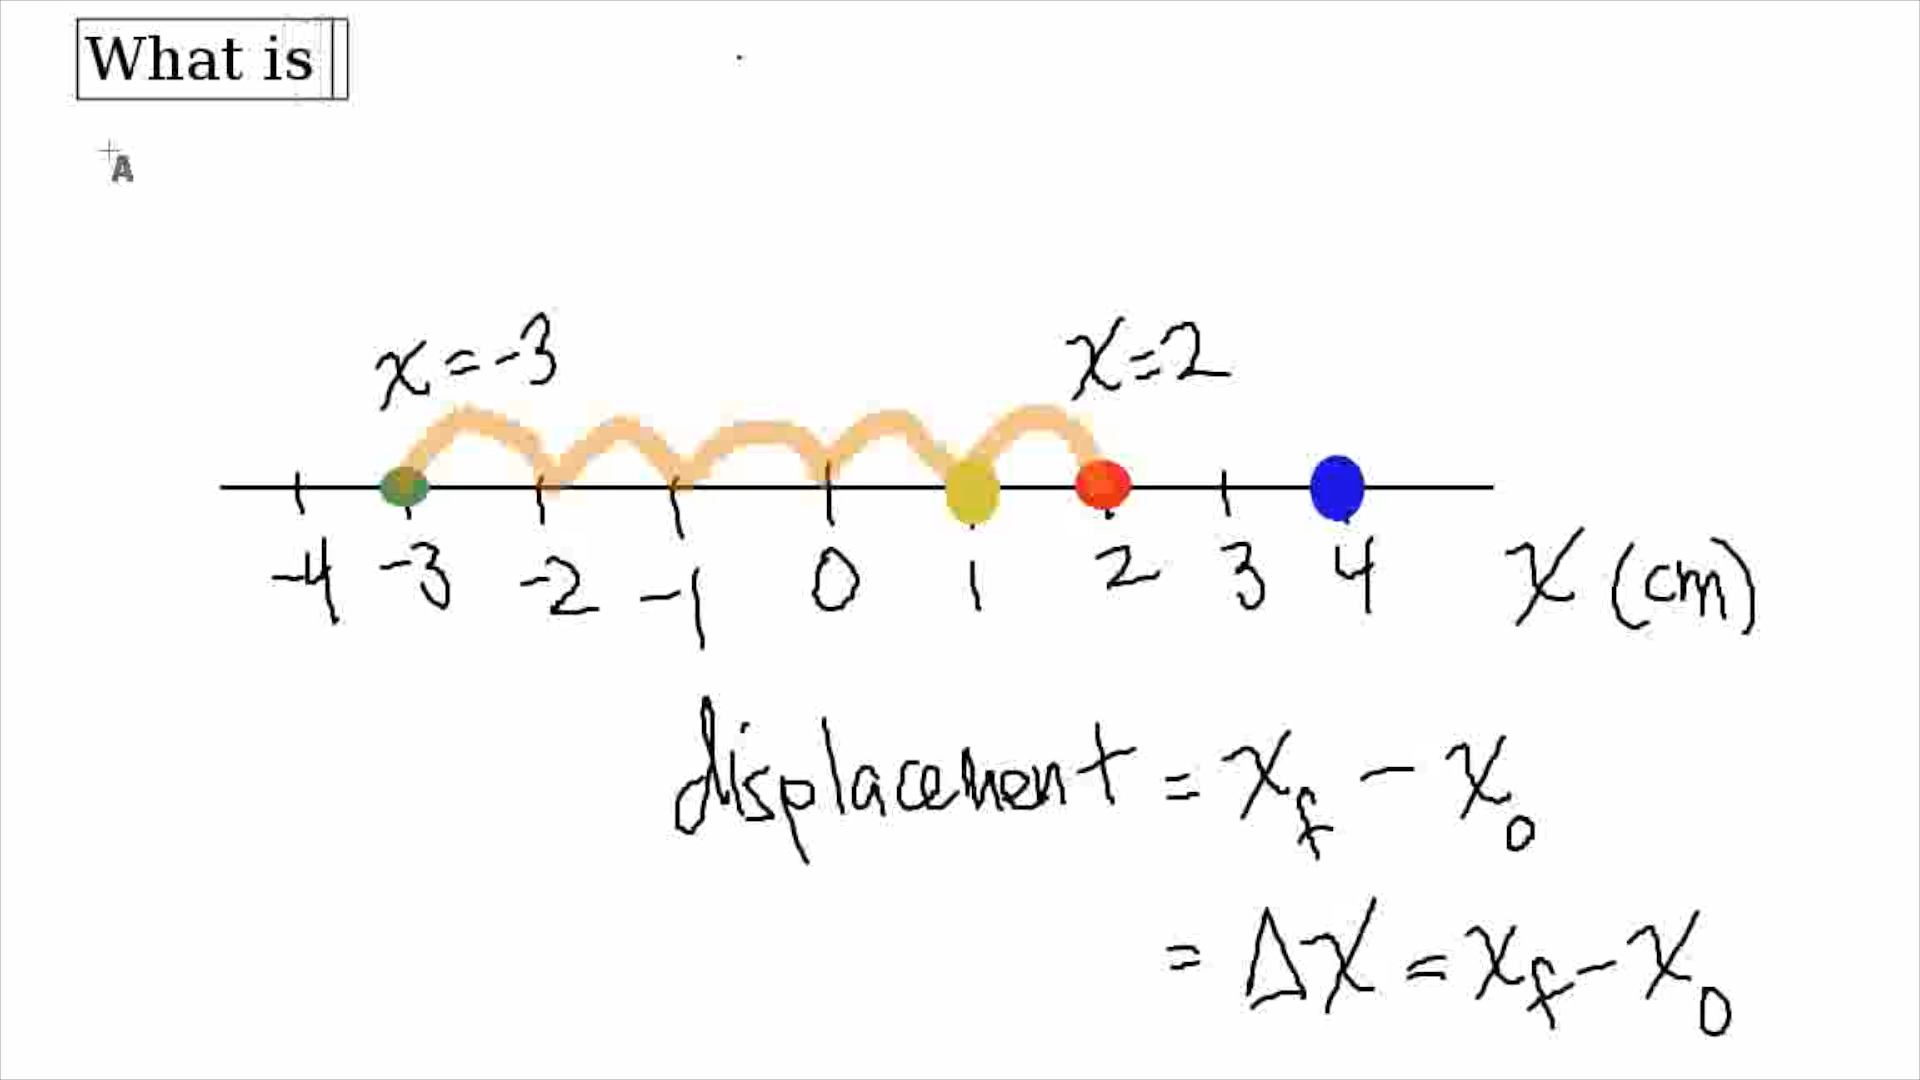 What is
A
x = -3
x = 2
-4 -3 -2 -1 0 1 2 3 4 x (cm)
displacement = x_f - x_0
= Δx = x_f - x_0